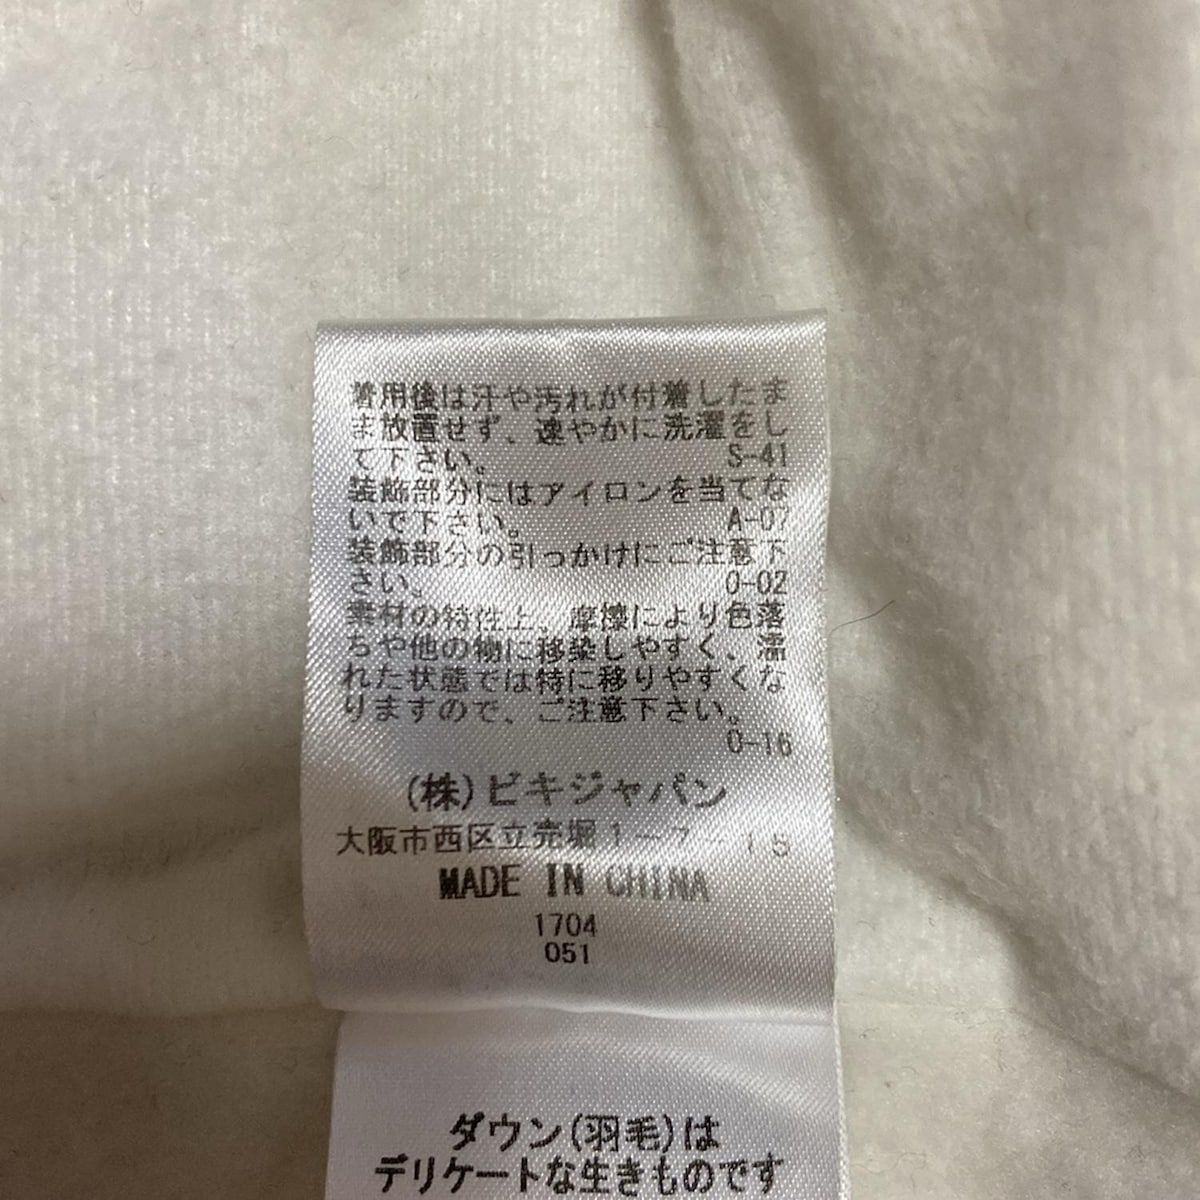 着用後は汗や汚れが付着したま
ま放置せず、速やかに洗濯をし
て下さい。 S-41
装飾部分にはアイロンを当てな
いで下さい。 A-07
装飾部分の引っかけにご注意下
さい。 0-02
素材の特性上、摩擦により色落
ちや他の物に移染しやすく、濡
れた状態では特に移りやすくな
りますので、ご注意下さい。
0-16
(株)ビキジャパン
大阪市西区立売堀1-7-15
MADE IN CHINA
1704
051
ダウン(羽毛)は
デリケートな生きものです